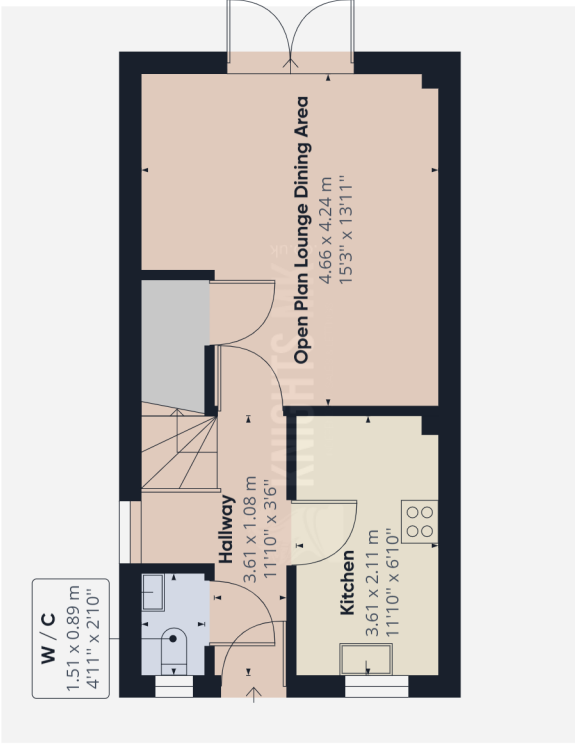 Open Plan Lounge Dining Area
4.66 x 4.24 m
15'3" x 13'11"
Hallway
3.61 x 1.08 m
11'10" x 3'6"
Kitchen
3.61 x 2.11 m
11'10" x 6'10"
W / C
1.51 x 0.89 m
4'11" x 2'10"
KNIGHTS MK